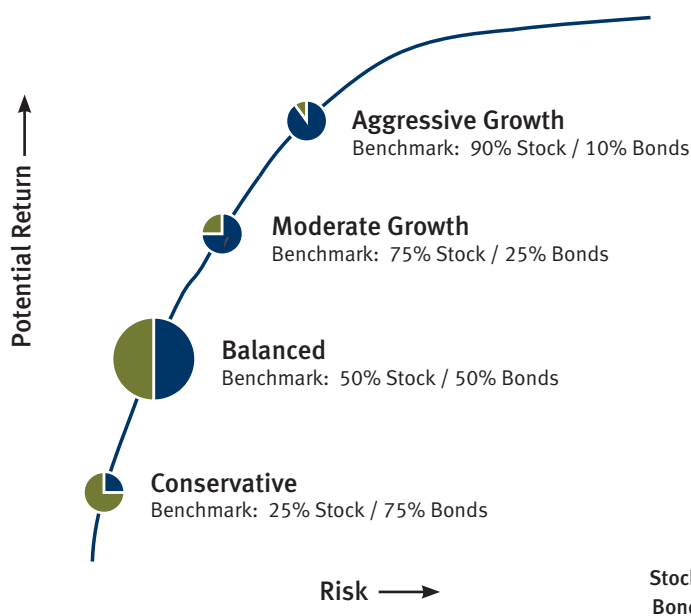 Potential Return
Aggressive Growth
Benchmark: 90% Stock / 10% Bonds
Moderate Growth
Benchmark: 75% Stock / 25% Bonds
Balanced
Benchmark: 50% Stock / 50% Bonds
Conservative
Benchmark: 25% Stock / 75% Bonds
Risk
Stock